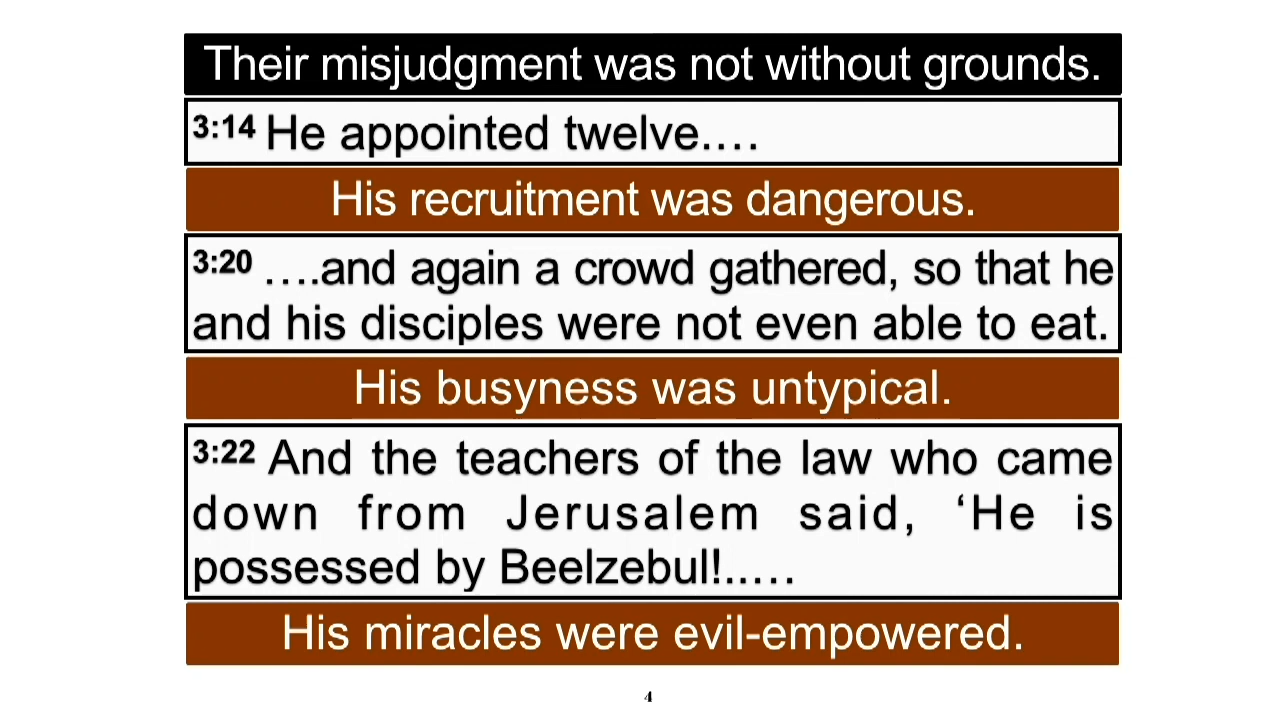 Their misjudgment was not without grounds.
3:14 He appointed twelve.…
His recruitment was dangerous.
3:20 ….and again a crowd gathered, so that he
and his disciples were not even able to eat.
His busyness was untypical.
3:22 And the teachers of the law who came
down from Jerusalem said, ‘He is
possessed by Beelzebul!..…
His miracles were evil-empowered.
4